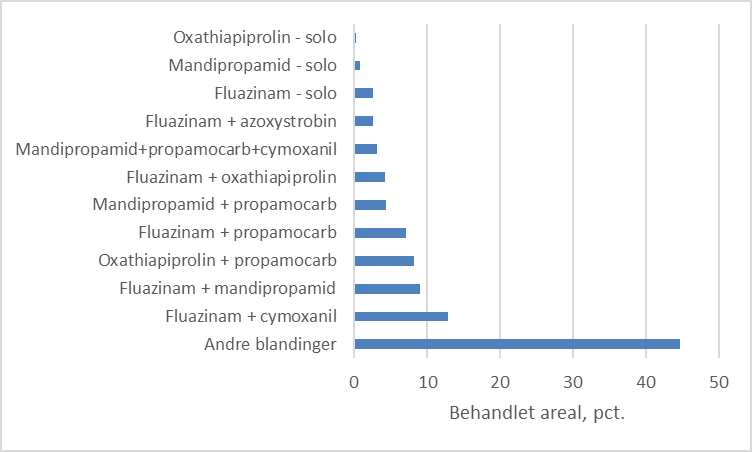 Oxathiapiprolin - solo
Mandipropamid - solo
Fluazinam - solo
Fluazinam + azoxystrobin
Mandipropamid+propamocarb+cymoxanil
Fluazinam + oxathiapiprolin
Mandipropamid + propamocarb
Fluazinam + propamocarb
Oxathiapiprolin + propamocarb
Fluazinam + mandipropamid
Fluazinam + cymoxanil
Andre blandinger
0 10 20 30 40 50
Behandlet areal, pct.